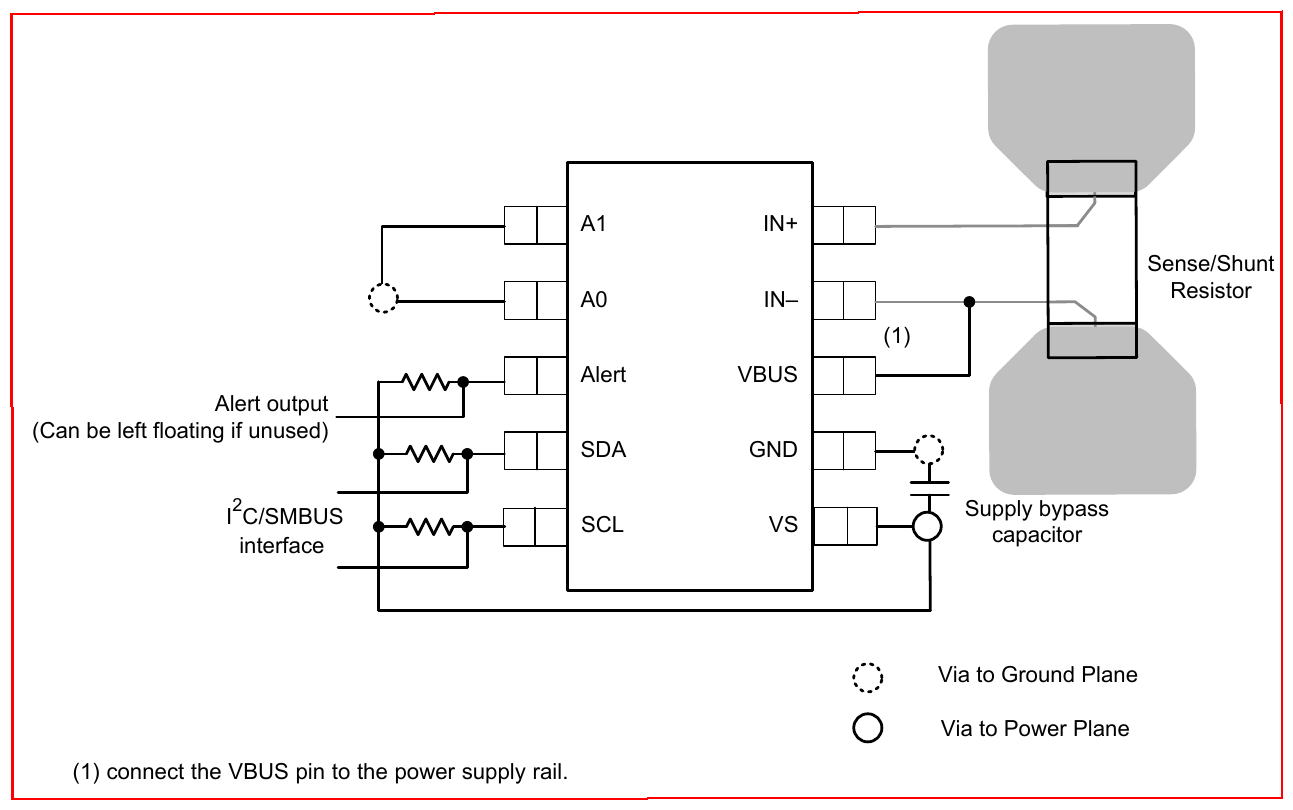 A1
IN+
Sense/Shunt
Resistor
A0
IN–
(1)
Alert
VBUS
Alert output
(Can be left floating if unused)
SDA
GND
I2C/SMBUS
interface
SCL
VS
Supply bypass
capacitor
Via to Ground Plane
Via to Power Plane
(1) connect the VBUS pin to the power supply rail.